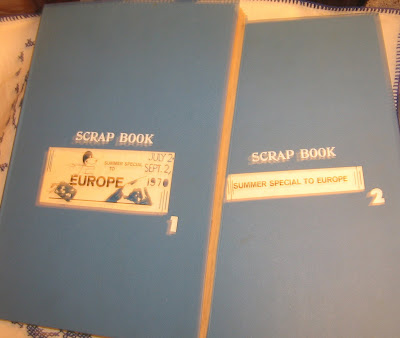 SCRAP BOOK
JULY 2
SUMMER SPECIAL
SEPT. 2,
TO
EUROPE
1970
1
SCRAP BOOK
SUMMER SPECIAL TO EUROPE
2